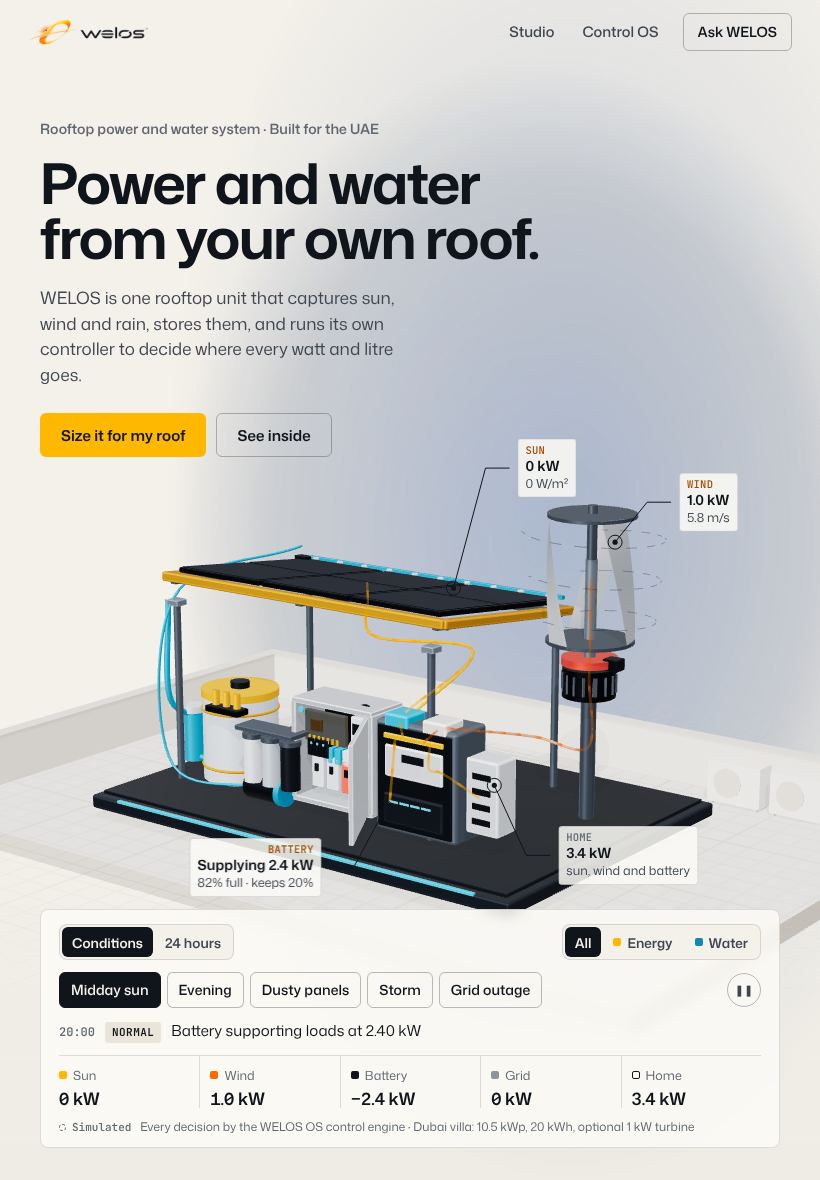 welos
Studio
Control OS
Ask WELOS
Rooftop power and water system · Built for the UAE
Power and water
from your own roof.
WELOS is one rooftop unit that captures sun,
wind and rain, stores them, and runs its own
controller to decide where every watt and litre
goes.
Size it for my roof
See inside
SUN
0 kW
0 W/m²
WIND
1.0 kW
5.8 m/s
BATTERY
Supplying 2.4 kW
82% full · keeps 20%
HOME
3.4 kW
sun, wind and battery
Conditions
24 hours
All
Energy
Water
Midday sun
Evening
Dusty panels
Storm
Grid outage
20:00 NORMAL Battery supporting loads at 2.40 kW
Sun
0 kW
Wind
1.0 kW
Battery
−2.4 kW
Grid
0 kW
Home
3.4 kW
Simulated Every decision by the WELOS OS control engine · Dubai villa: 10.5 kWp, 20 kWh, optional 1 kW turbine